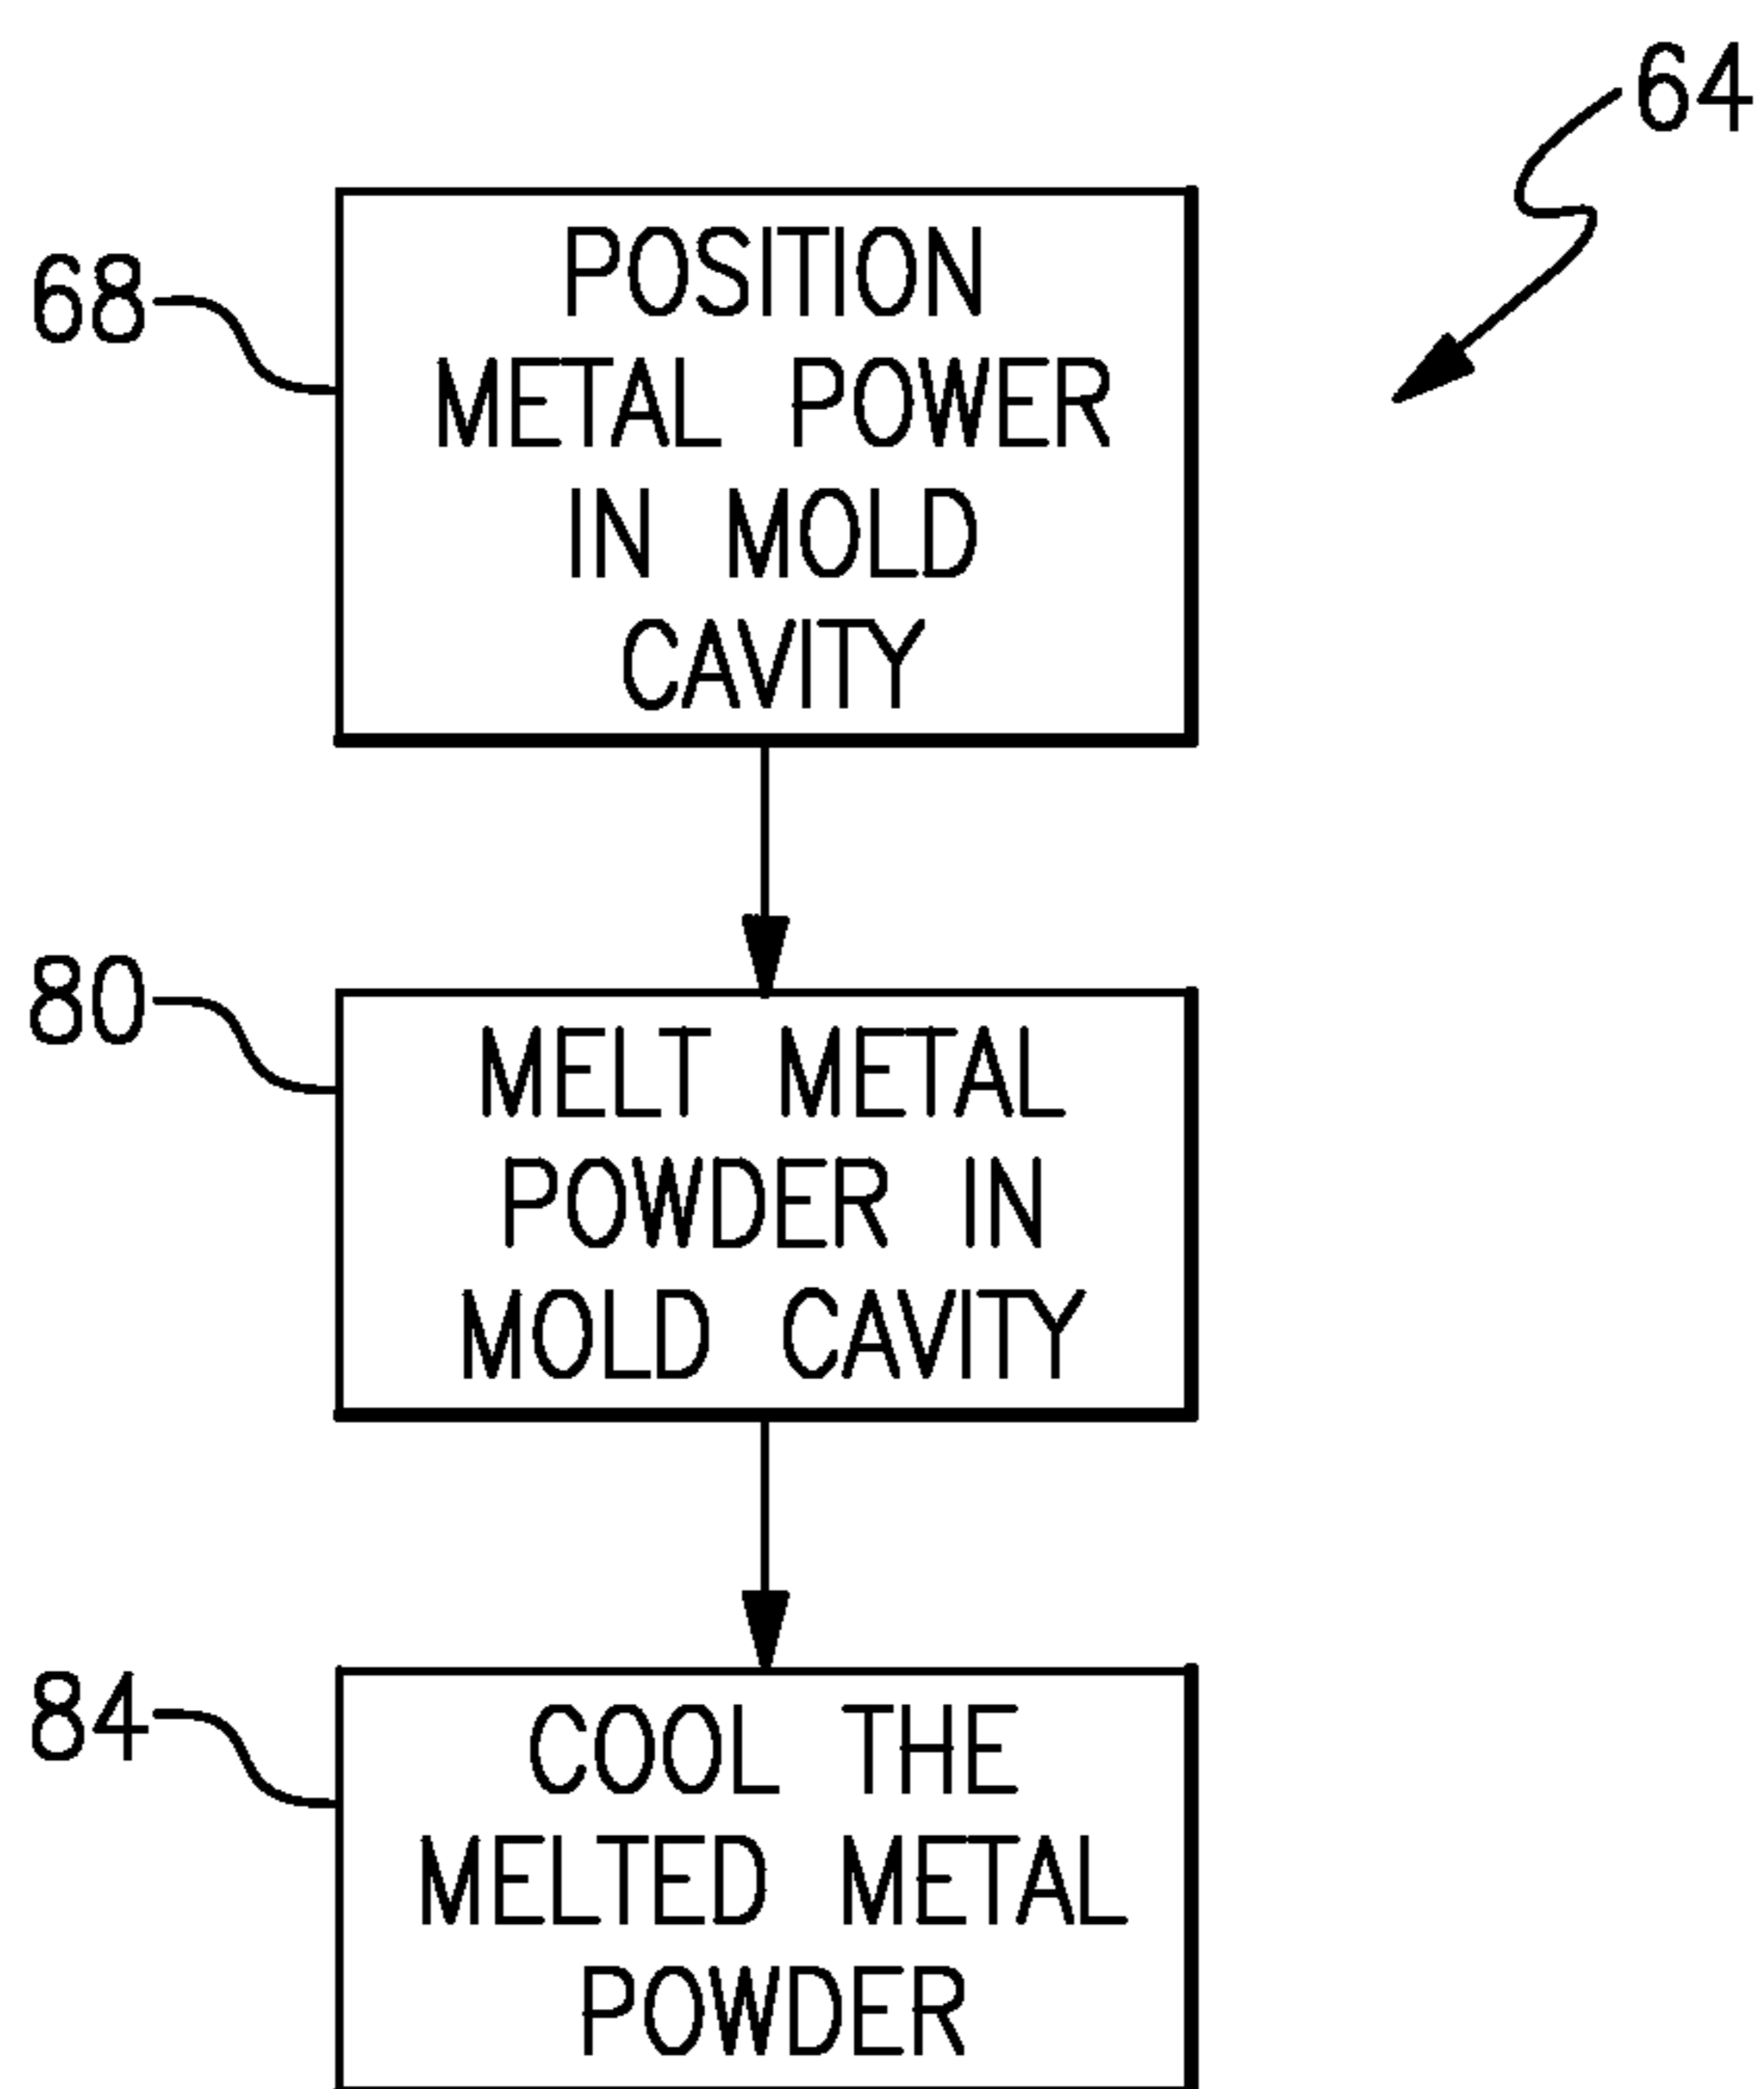 64
68
POSITION
METAL POWER
IN MOLD
CAVITY
80
MELT METAL
POWDER IN
MOLD CAVITY
84
COOL THE
MELTED METAL
POWDER